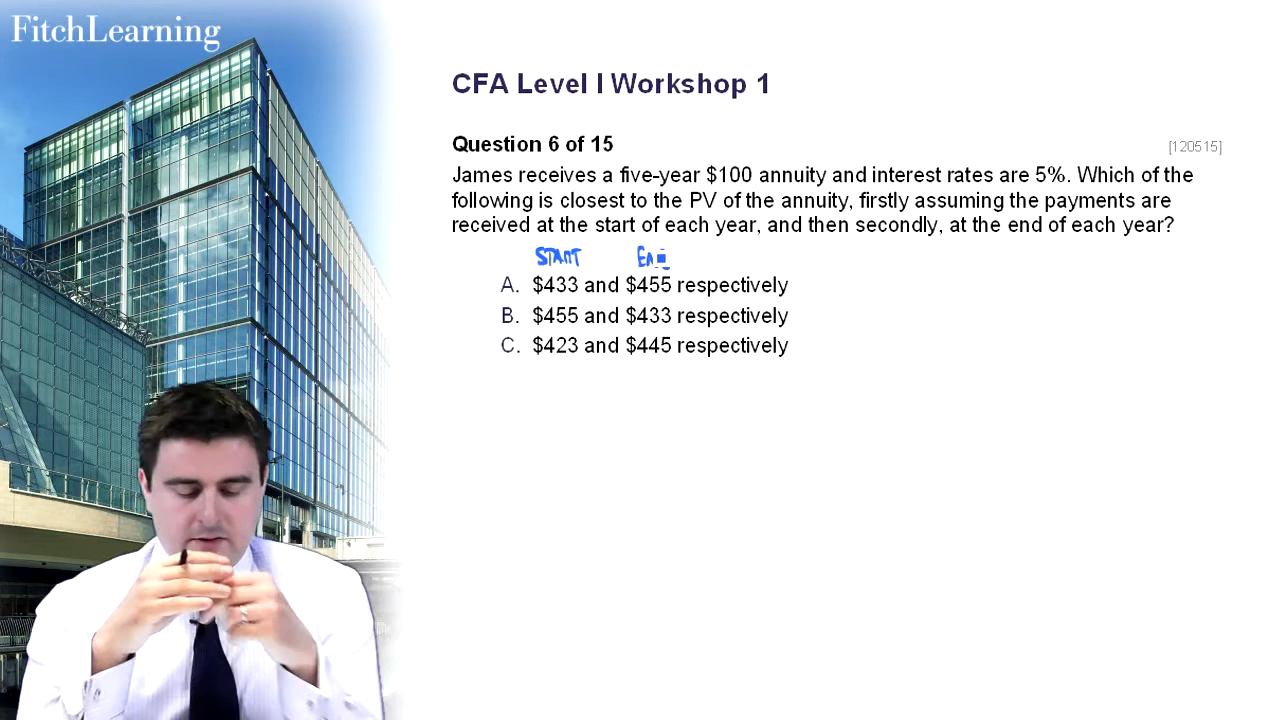 FitchLearning
CFA Level I Workshop 1
Question 6 of 15
[120515]
James receives a five-year $100 annuity and interest rates are 5%. Which of the
following is closest to the PV of the annuity, firstly assuming the payments are
received at the start of each year, and then secondly, at the end of each year?
START
A. $433 and $455 respectively
B. $455 and $433 respectively
C. $423 and $445 respectively